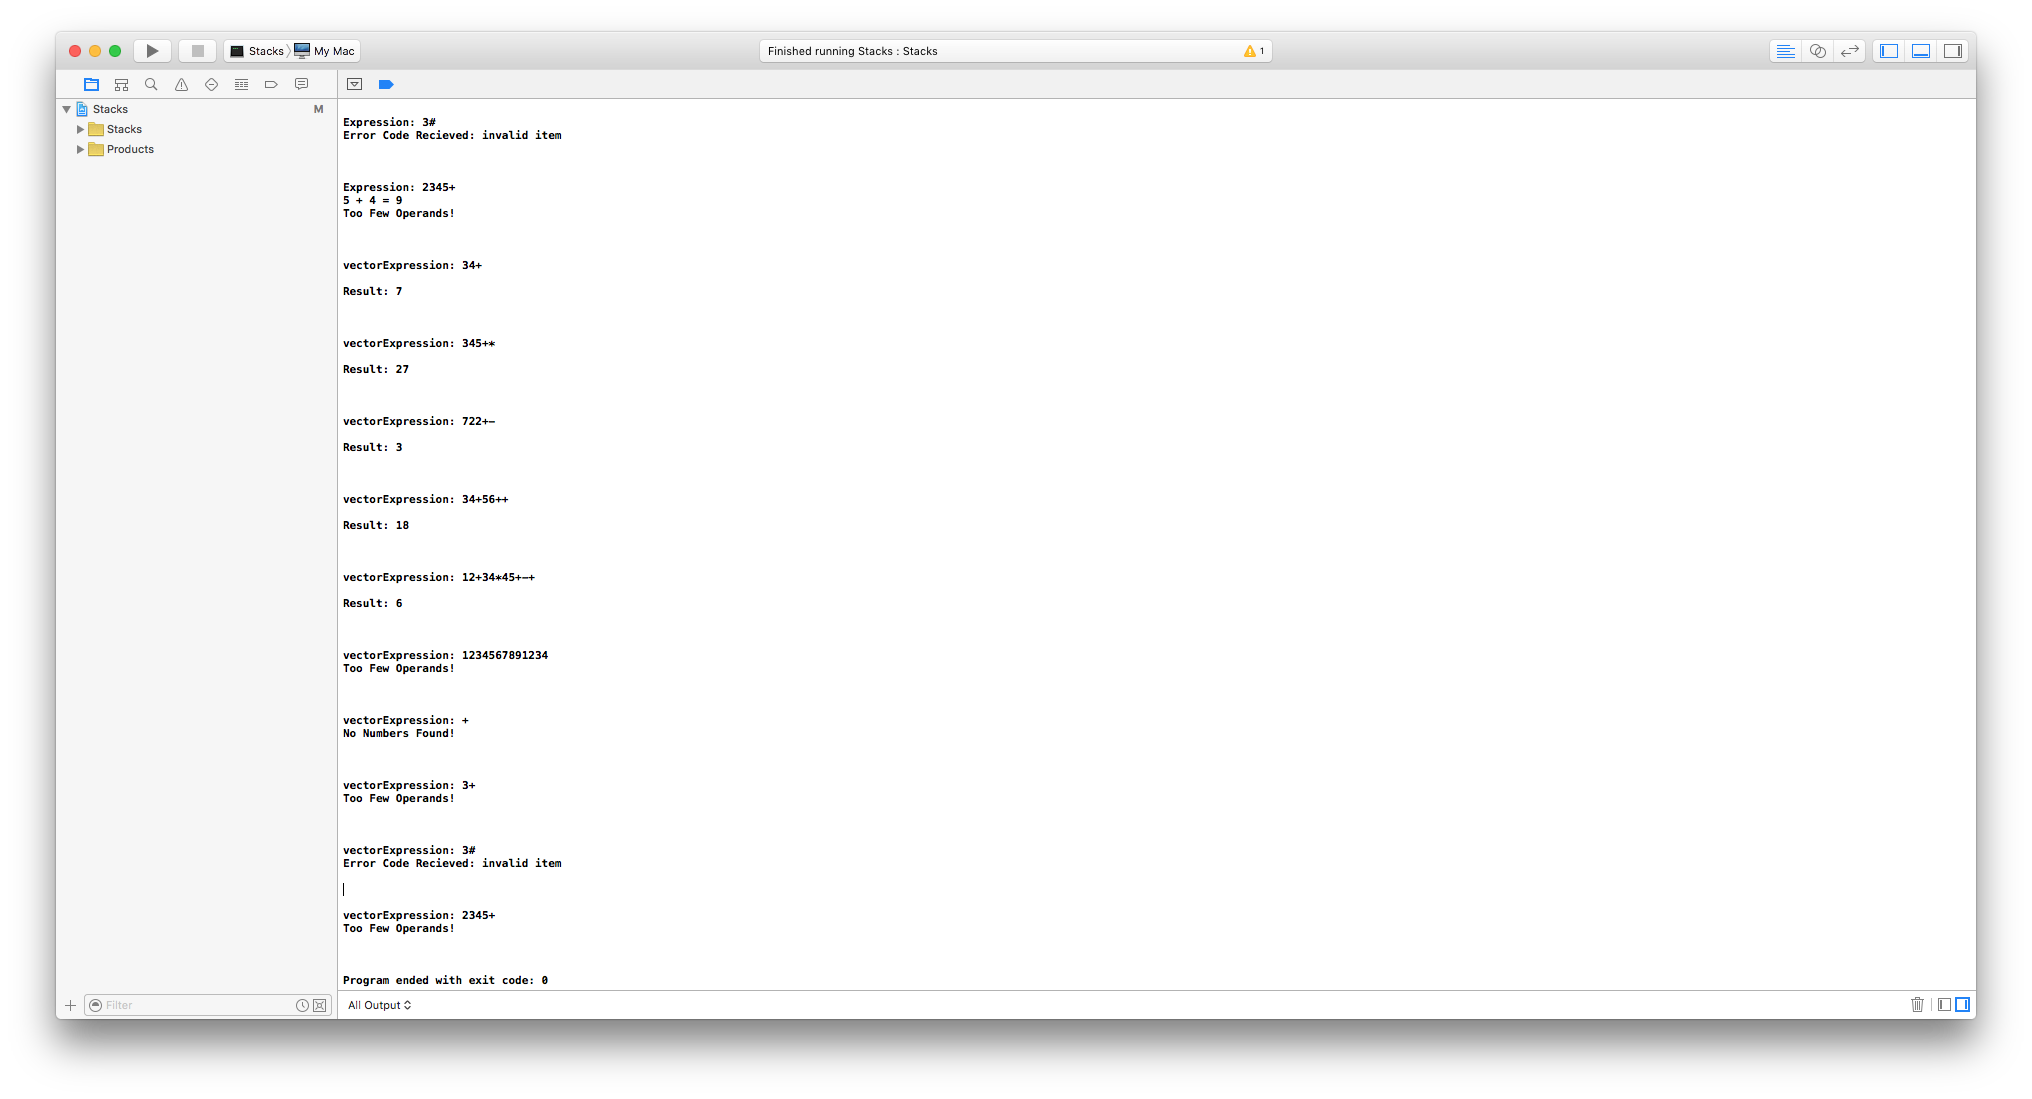 Stacks
My Mac
Finished running Stacks : Stacks
1
Stacks
M
Stacks
Products
Expression: 3#
Error Code Recieved: invalid item
Expression: 2345+
5 + 4 = 9
Too Few Operands!
vectorExpression: 34+
Result: 7
vectorExpression: 345+*
Result: 27
vectorExpression: 722+-
Result: 3
vectorExpression: 34+56++
Result: 18
vectorExpression: 12+34*45+-+
Result: 6
vectorExpression: 1234567891234
Too Few Operands!
vectorExpression: +
No Numbers Found!
vectorExpression: 3+
Too Few Operands!
vectorExpression: 3#
Error Code Recieved: invalid item
vectorExpression: 2345+
Too Few Operands!
Program ended with exit code: 0
Filter
All Output